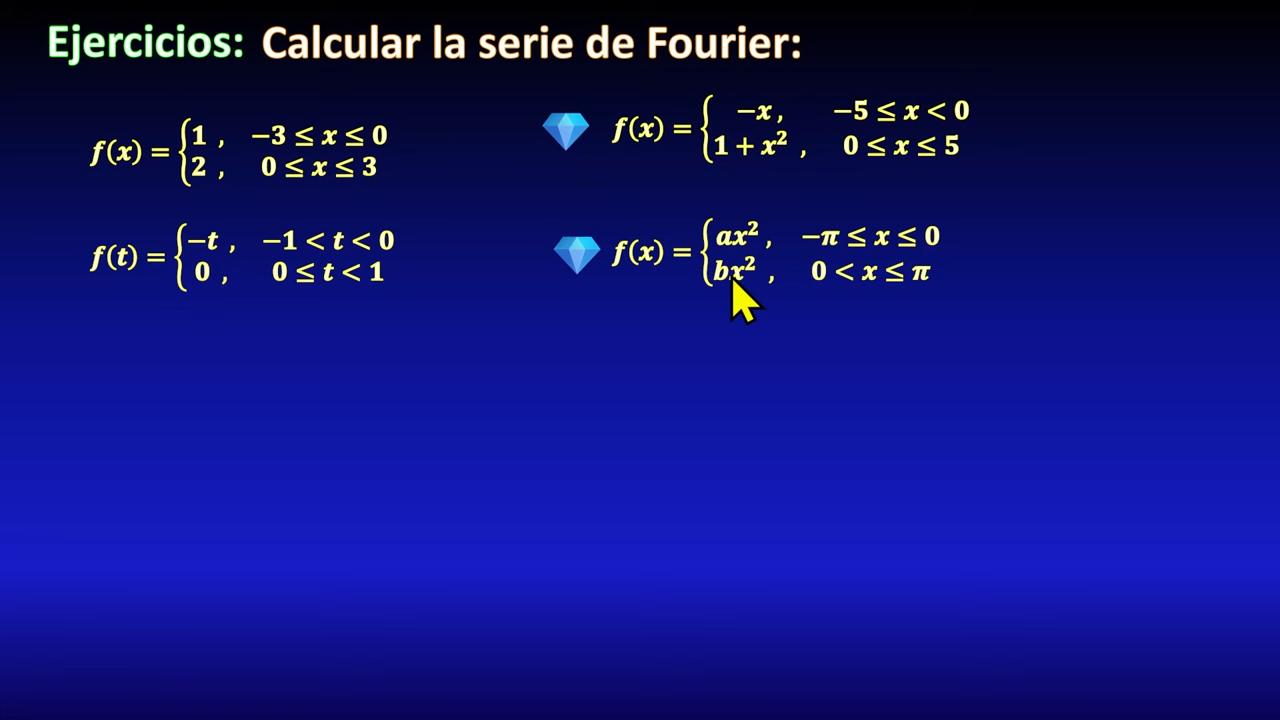 Ejercicios: Calcular la serie de Fourier:
f(x) = { 1 , −3 ≤ x ≤ 0
2 , 0 ≤ x ≤ 3
f(t) = { −t , −1 < t < 0
0 , 0 ≤ t < 1
f(x) = { −x , −5 ≤ x < 0
1 + x² , 0 ≤ x ≤ 5
f(x) = { ax² , −π ≤ x ≤ 0
bx² , 0 < x ≤ π